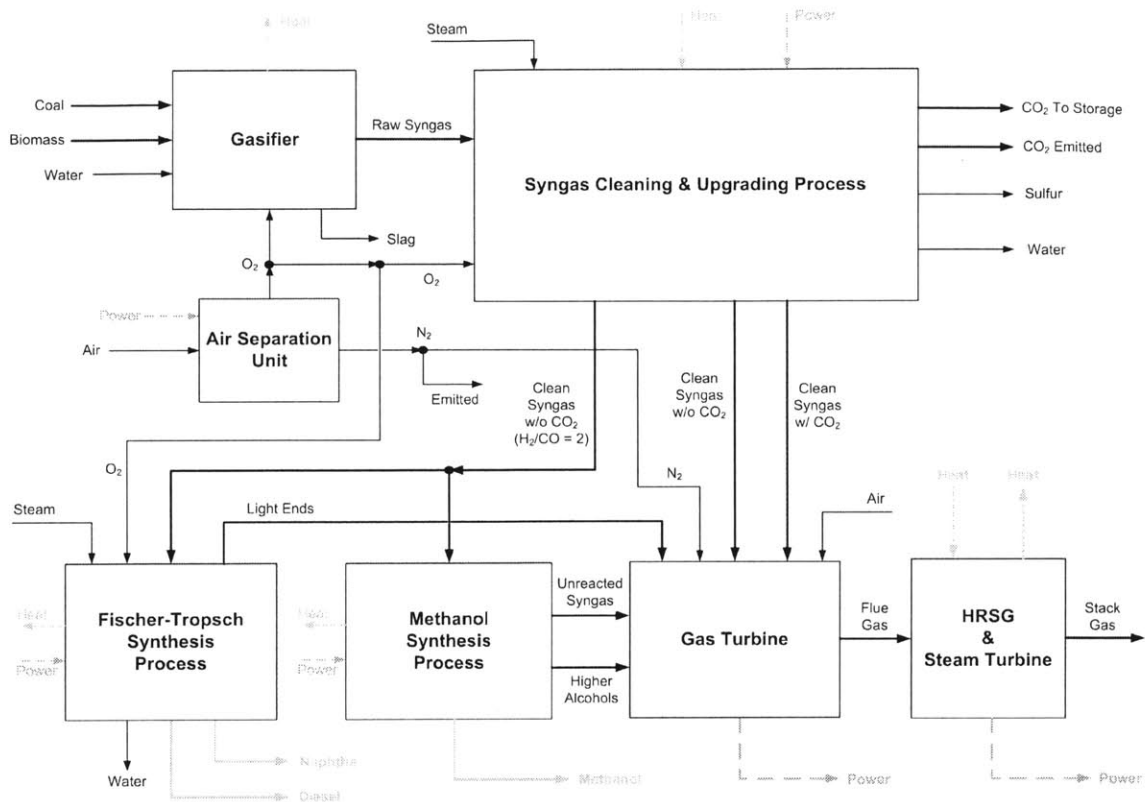 Heat
Heat
Power
Steam
Coal
Biomass
Water
Gasifier
Raw Syngas
Syngas Cleaning & Upgrading Process
CO₂ To Storage
CO₂ Emitted
Sulfur
Water
Slag
O₂
O₂
Power
Air
Air Separation
Unit
N₂
Emitted
Clean
Syngas
w/o CO₂
(H₂/CO = 2)
Clean
Syngas
w/o CO₂
Clean
Syngas
w/ CO₂
O₂
N₂
Steam
Light Ends
Air
Heat
Heat
Heat
Power
Fischer-Tropsch
Synthesis
Process
Heat
Power
Methanol
Synthesis
Process
Unreacted
Syngas
Higher
Alcohols
Gas Turbine
Flue
Gas
HRSG
&
Steam Turbine
Stack
Gas
Water
Naphtha
Diesel
Methanol
Power
Power